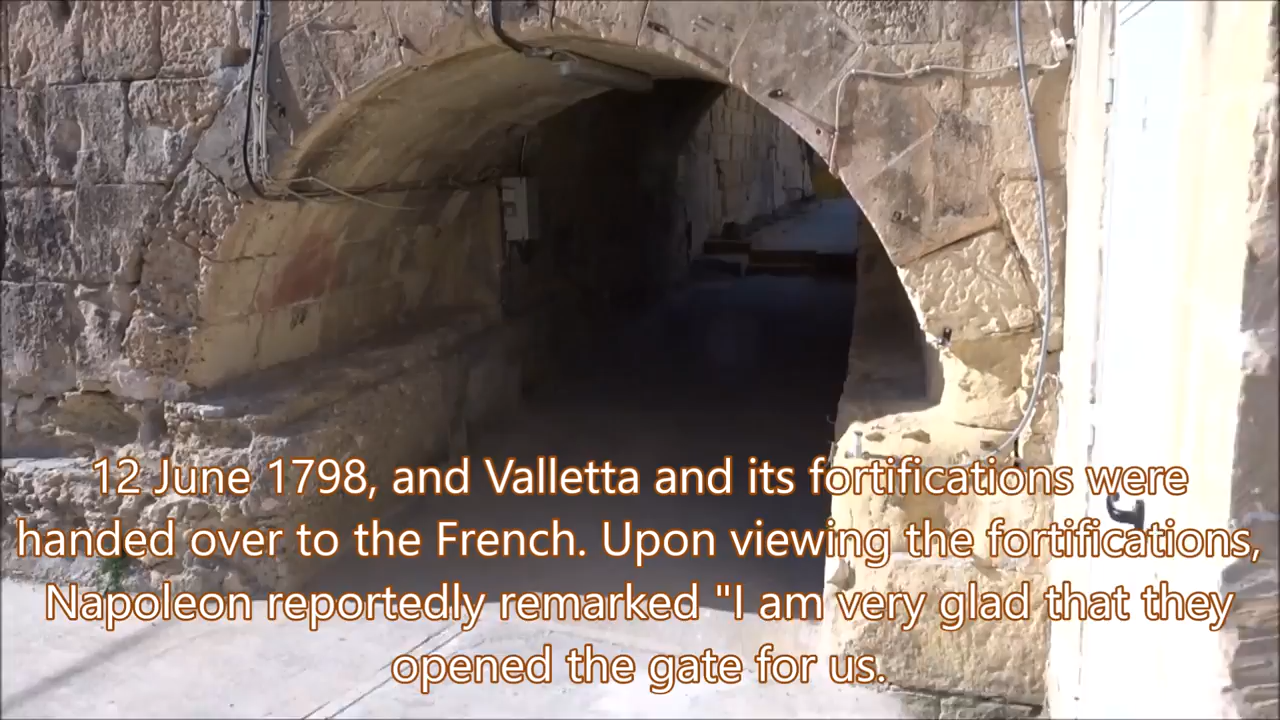 12 June 1798, and Valletta and its fortifications were
handed over to the French. Upon viewing the fortifications,
Napoleon reportedly remarked "I am very glad that they
opened the gate for us.